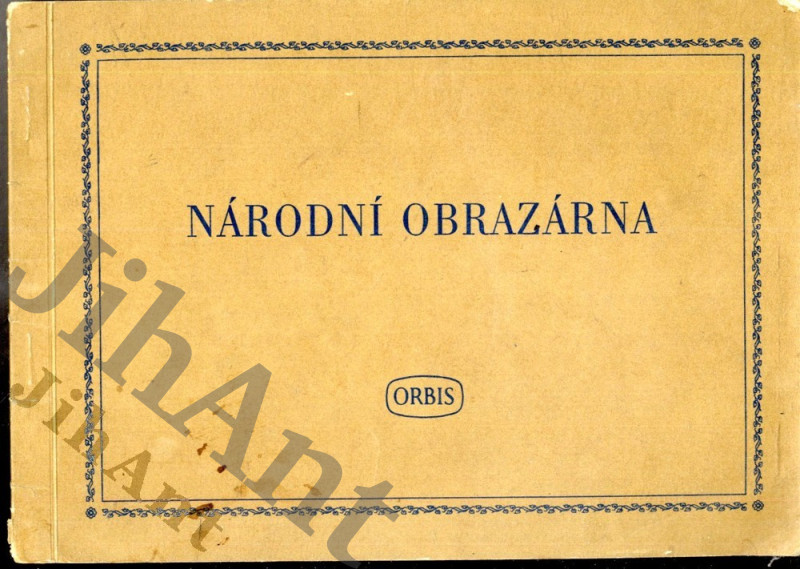 NÁRODNÍ OBRAZÁRNA
ORBIS
JihAnt
JihAnt